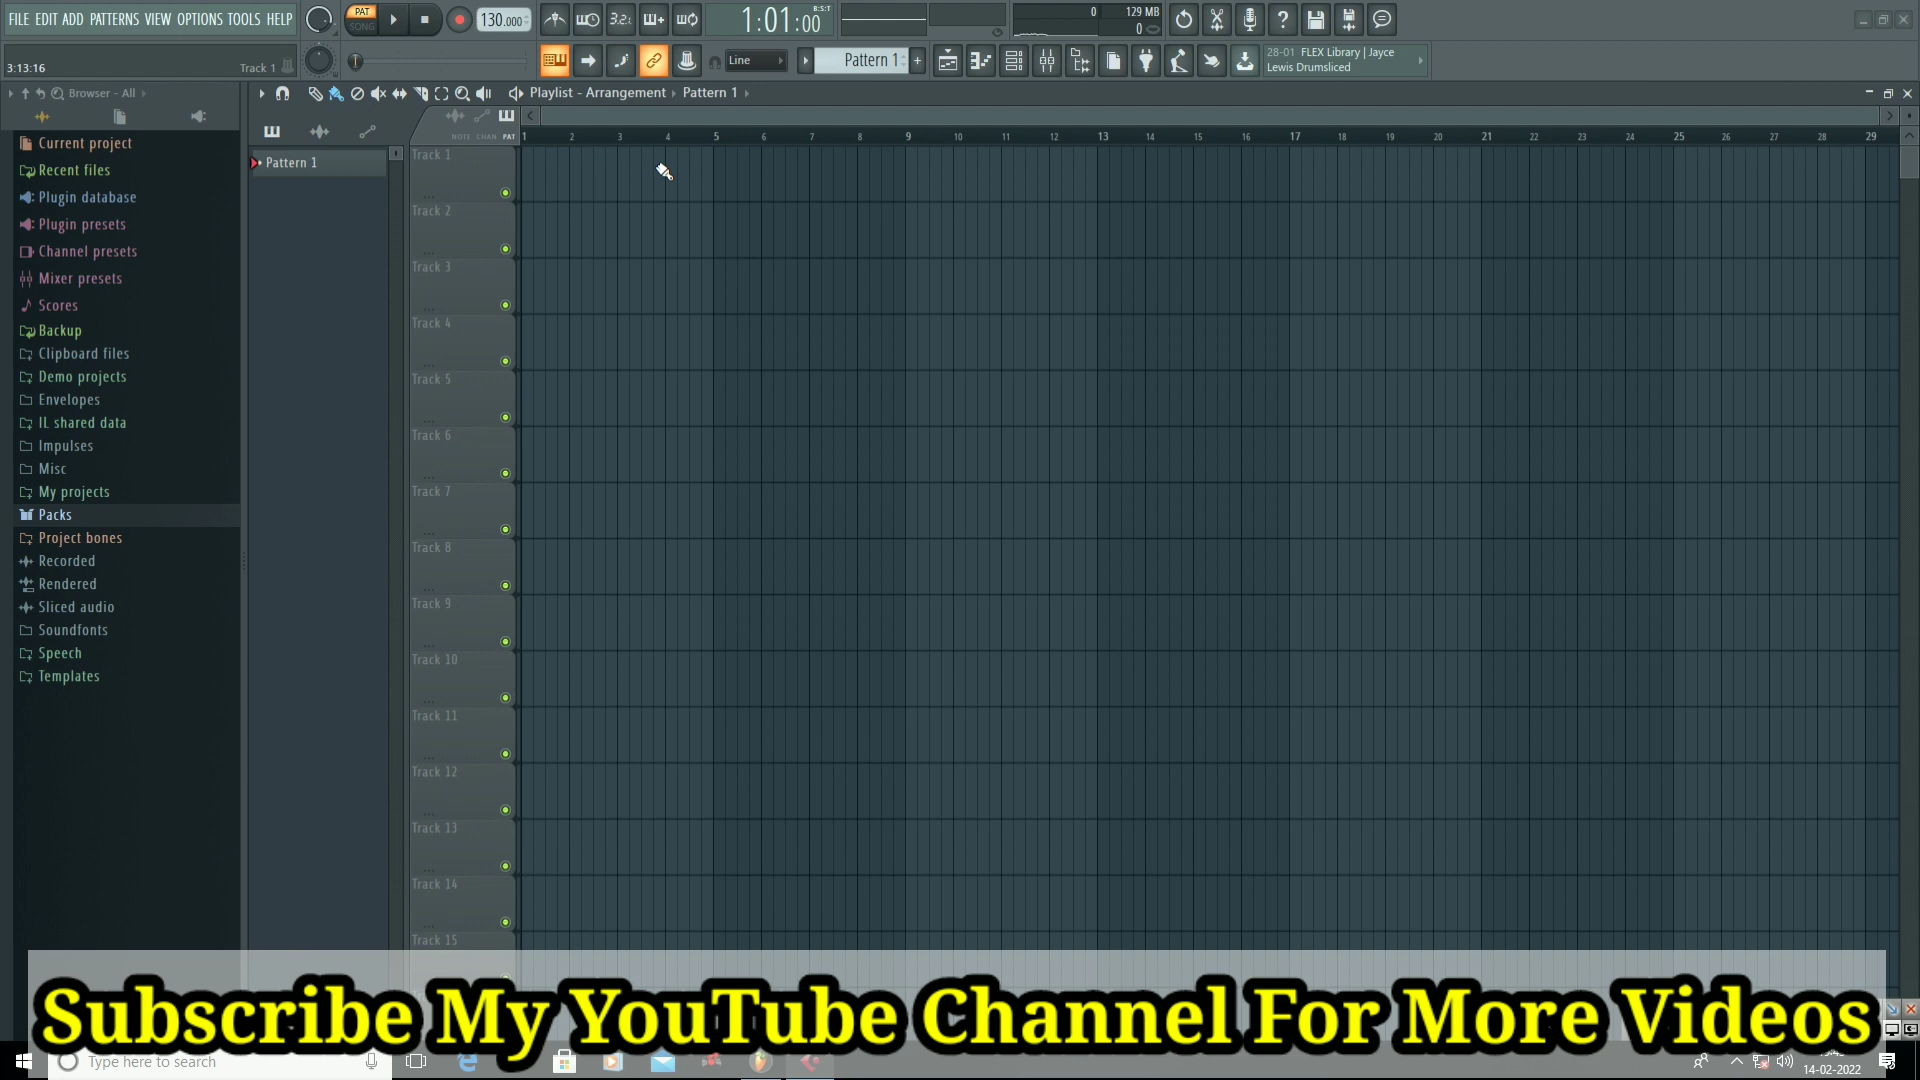 FILE EDIT ADD PATTERNS VIEW OPTIONS TOOLS HELP
PAT
SONG
130.000
3.2.
1:01:00
B:S:T
0
129 MB
0
3:13:16
Track 1
Line
Pattern 1
+
28-01 FLEX Library | Jayce
Lewis Drumsliced
Browser - All
Playlist - Arrangement › Pattern 1 ›
NOTE CHAN PAT
1 2 3 4 5 6 7 8 9 10 11 12 13 14 15 16 17 18 19 20 21 22 23 24 25 26 27 28 29
Current project
Recent files
Plugin database
Plugin presets
Channel presets
Mixer presets
Scores
Backup
Clipboard files
Demo projects
Envelopes
IL shared data
Impulses
Misc
My projects
Packs
Project bones
Recorded
Rendered
Sliced audio
Soundfonts
Speech
Templates
Pattern 1
Track 1
Track 2
Track 3
Track 4
Track 5
Track 6
Track 7
Track 8
Track 9
Track 10
Track 11
Track 12
Track 13
Track 14
Track 15
Subscribe My YouTube Channel For More Videos
Type here to search
14-02-2022